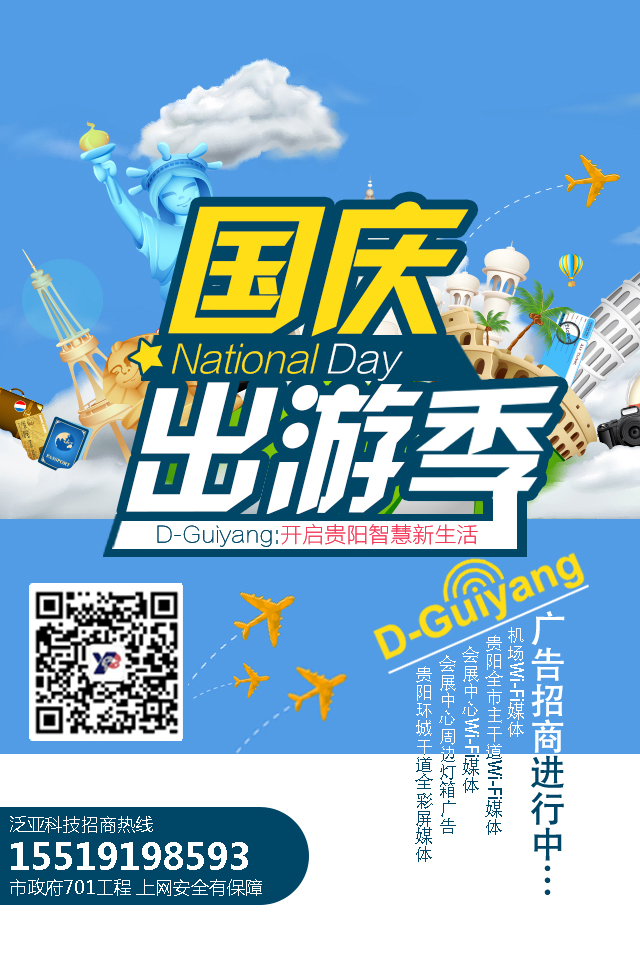 国庆
National Day
出游季
D-Guiyang:开启贵阳智慧新生活
PASSPORT
D-Guiyang
广告招商进行中...
机场Wi-Fi媒体
贵阳全市主干道Wi-Fi媒体
会展中心Wi-Fi媒体
会展中心周边灯箱广告
贵阳环城干道全彩屏媒体
泛亚科技招商热线
15519198593
市政府701工程 上网安全有保障